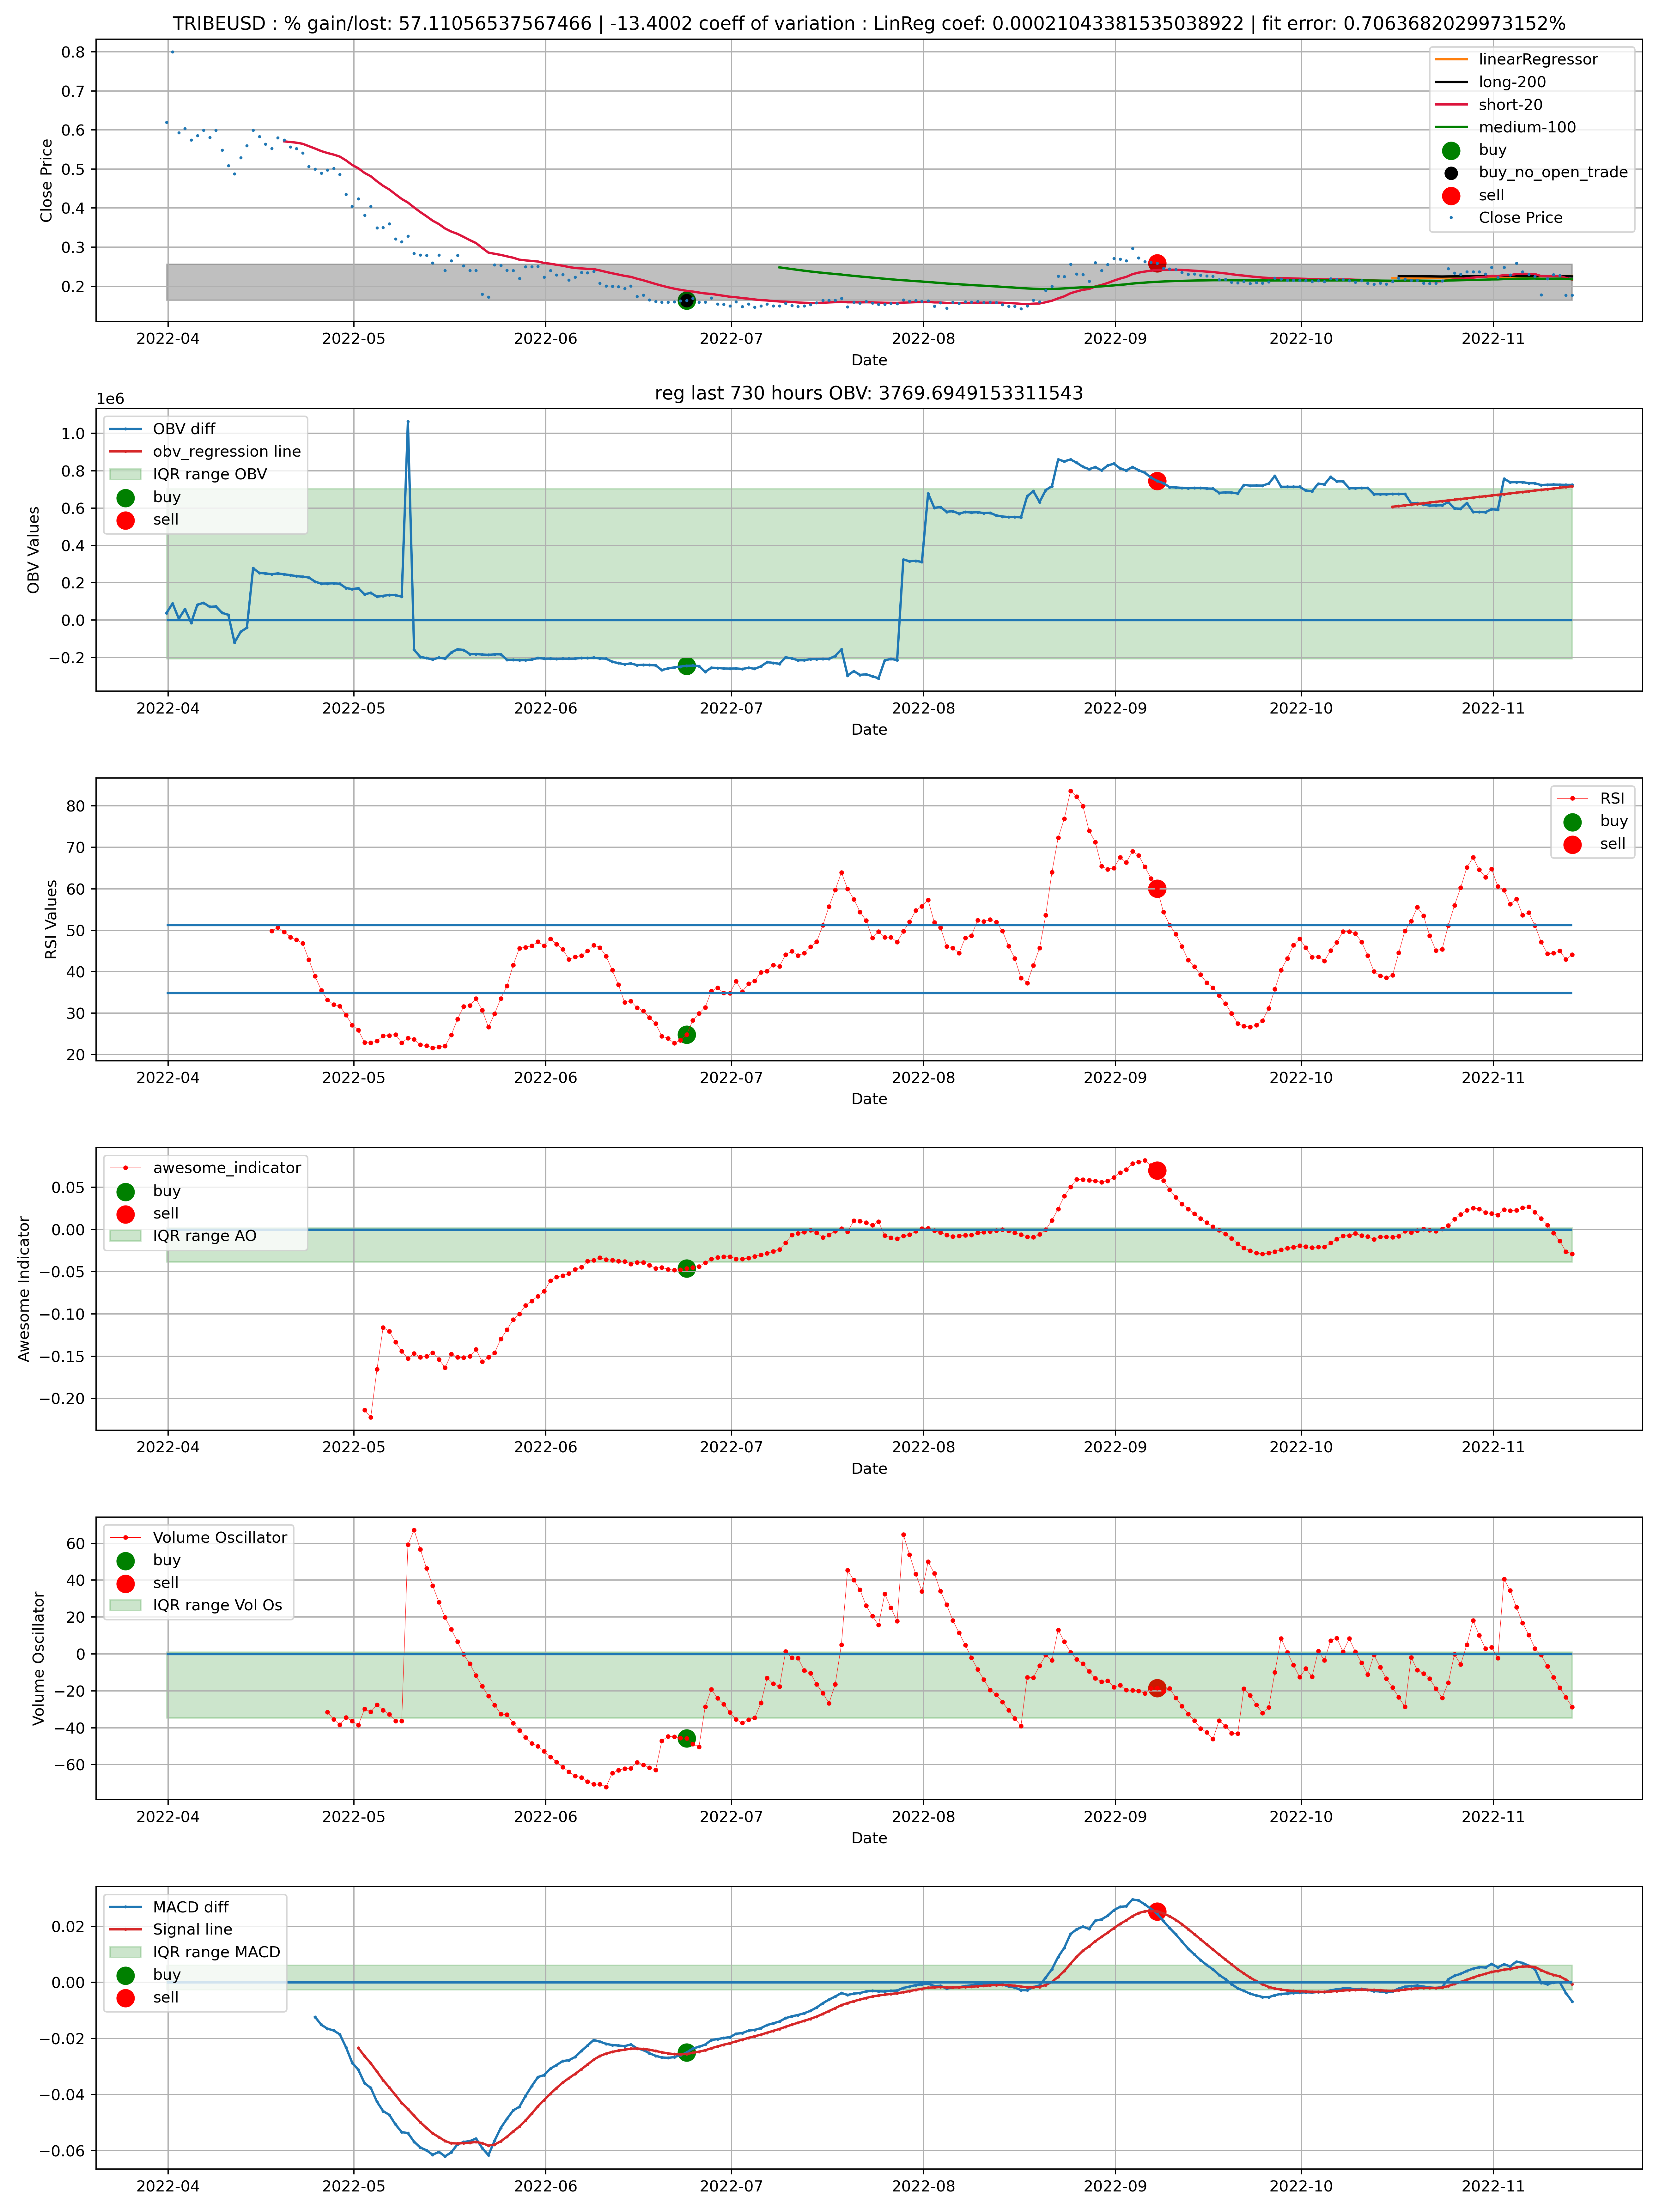 TRIBEUSD : % gain/lost: 57.11056537567466 | -13.4002 coeff of variation : LinReg coef: 0.00021043381535038922 | fit error: 0.7063682029973152%
0.8
0.7
0.6
0.5
0.4
0.3
0.2
Close Price
linearRegressor
long-200
short-20
medium-100
buy
buy_no_open_trade
sell
Close Price
2022-04 2022-05 2022-06 2022-07 2022-08 2022-09 2022-10 2022-11
Date
reg last 730 hours OBV: 3769.6949153311543
1e6
1.0
0.8
0.6
0.4
0.2
0.0
−0.2
OBV Values
OBV diff
obv_regression line
IQR range OBV
buy
sell
2022-04 2022-05 2022-06 2022-07 2022-08 2022-09 2022-10 2022-11
Date
80
70
60
50
40
30
20
RSI Values
RSI
buy
sell
2022-04 2022-05 2022-06 2022-07 2022-08 2022-09 2022-10 2022-11
Date
0.05
0.00
−0.05
−0.10
−0.15
−0.20
Awesome Indicator
awesome_indicator
buy
sell
IQR range AO
2022-04 2022-05 2022-06 2022-07 2022-08 2022-09 2022-10 2022-11
Date
60
40
20
0
−20
−40
−60
Volume Oscillator
Volume Oscillator
buy
sell
IQR range Vol Os
2022-04 2022-05 2022-06 2022-07 2022-08 2022-09 2022-10 2022-11
Date
0.02
0.00
−0.02
−0.04
−0.06
MACD diff
Signal line
IQR range MACD
buy
sell
2022-04 2022-05 2022-06 2022-07 2022-08 2022-09 2022-10 2022-11